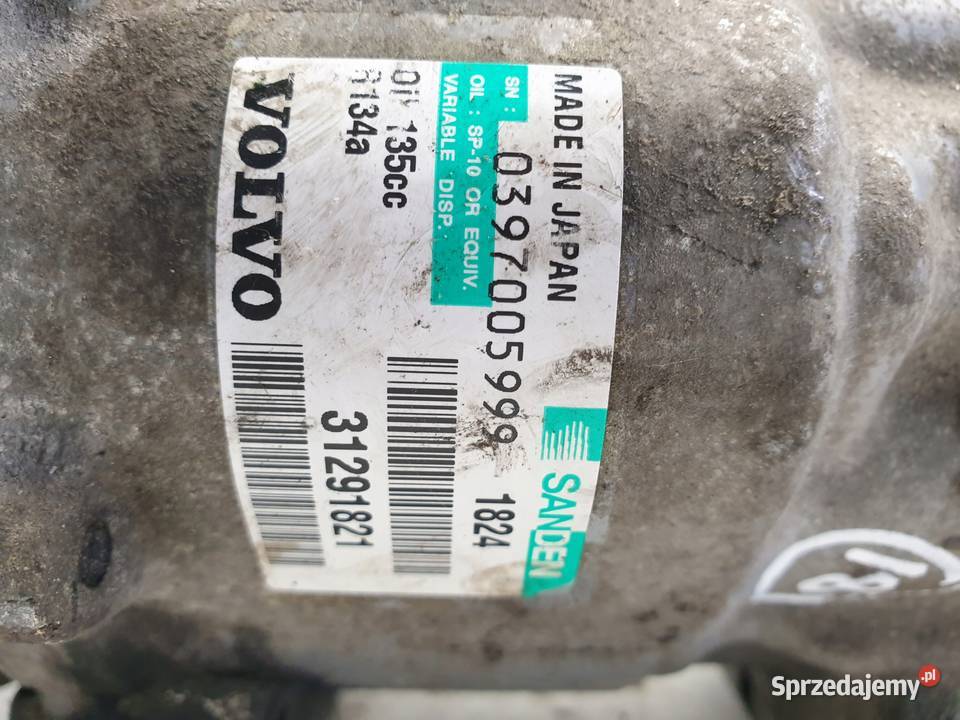 MADE IN JAPAN
SANDEN
SN : 0397005999 1824
OIL : SP-10 OR EQUIV.
VARIABLE DISP.
OIL 135cc
R134a
31291821
VOLVO
81
Sprzedajemy.pl